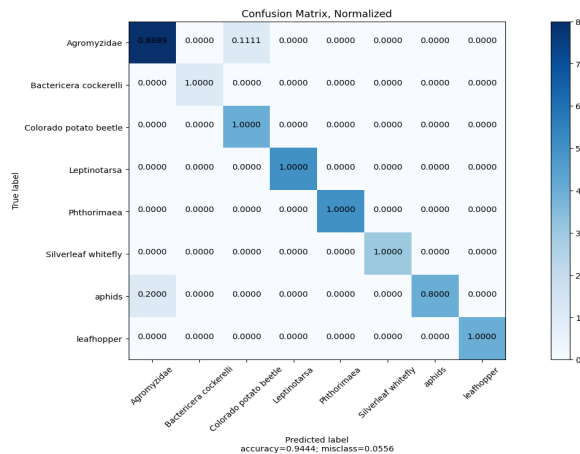 Confusion Matrix, Normalized
True label
Agromyzidae 0.8889 0.0000 0.1111 0.0000 0.0000 0.0000 0.0000 0.0000
Bactericera cockerelli 0.0000 1.0000 0.0000 0.0000 0.0000 0.0000 0.0000 0.0000
Colorado potato beetle 0.0000 0.0000 1.0000 0.0000 0.0000 0.0000 0.0000 0.0000
Leptinotarsa 0.0000 0.0000 0.0000 1.0000 0.0000 0.0000 0.0000 0.0000
Phthorimaea 0.0000 0.0000 0.0000 0.0000 1.0000 0.0000 0.0000 0.0000
Silverleaf whitefly 0.0000 0.0000 0.0000 0.0000 0.0000 1.0000 0.0000 0.0000
aphids 0.2000 0.0000 0.0000 0.0000 0.0000 0.0000 0.8000 0.0000
leafhopper 0.0000 0.0000 0.0000 0.0000 0.0000 0.0000 0.0000 1.0000
Agromyzidae
Bactericera cockerelli
Colorado potato beetle
Leptinotarsa
Phthorimaea
Silverleaf whitefly
aphids
leafhopper
Predicted label
accuracy=0.9444; misclass=0.0556
8
7
6
5
4
3
2
1
0